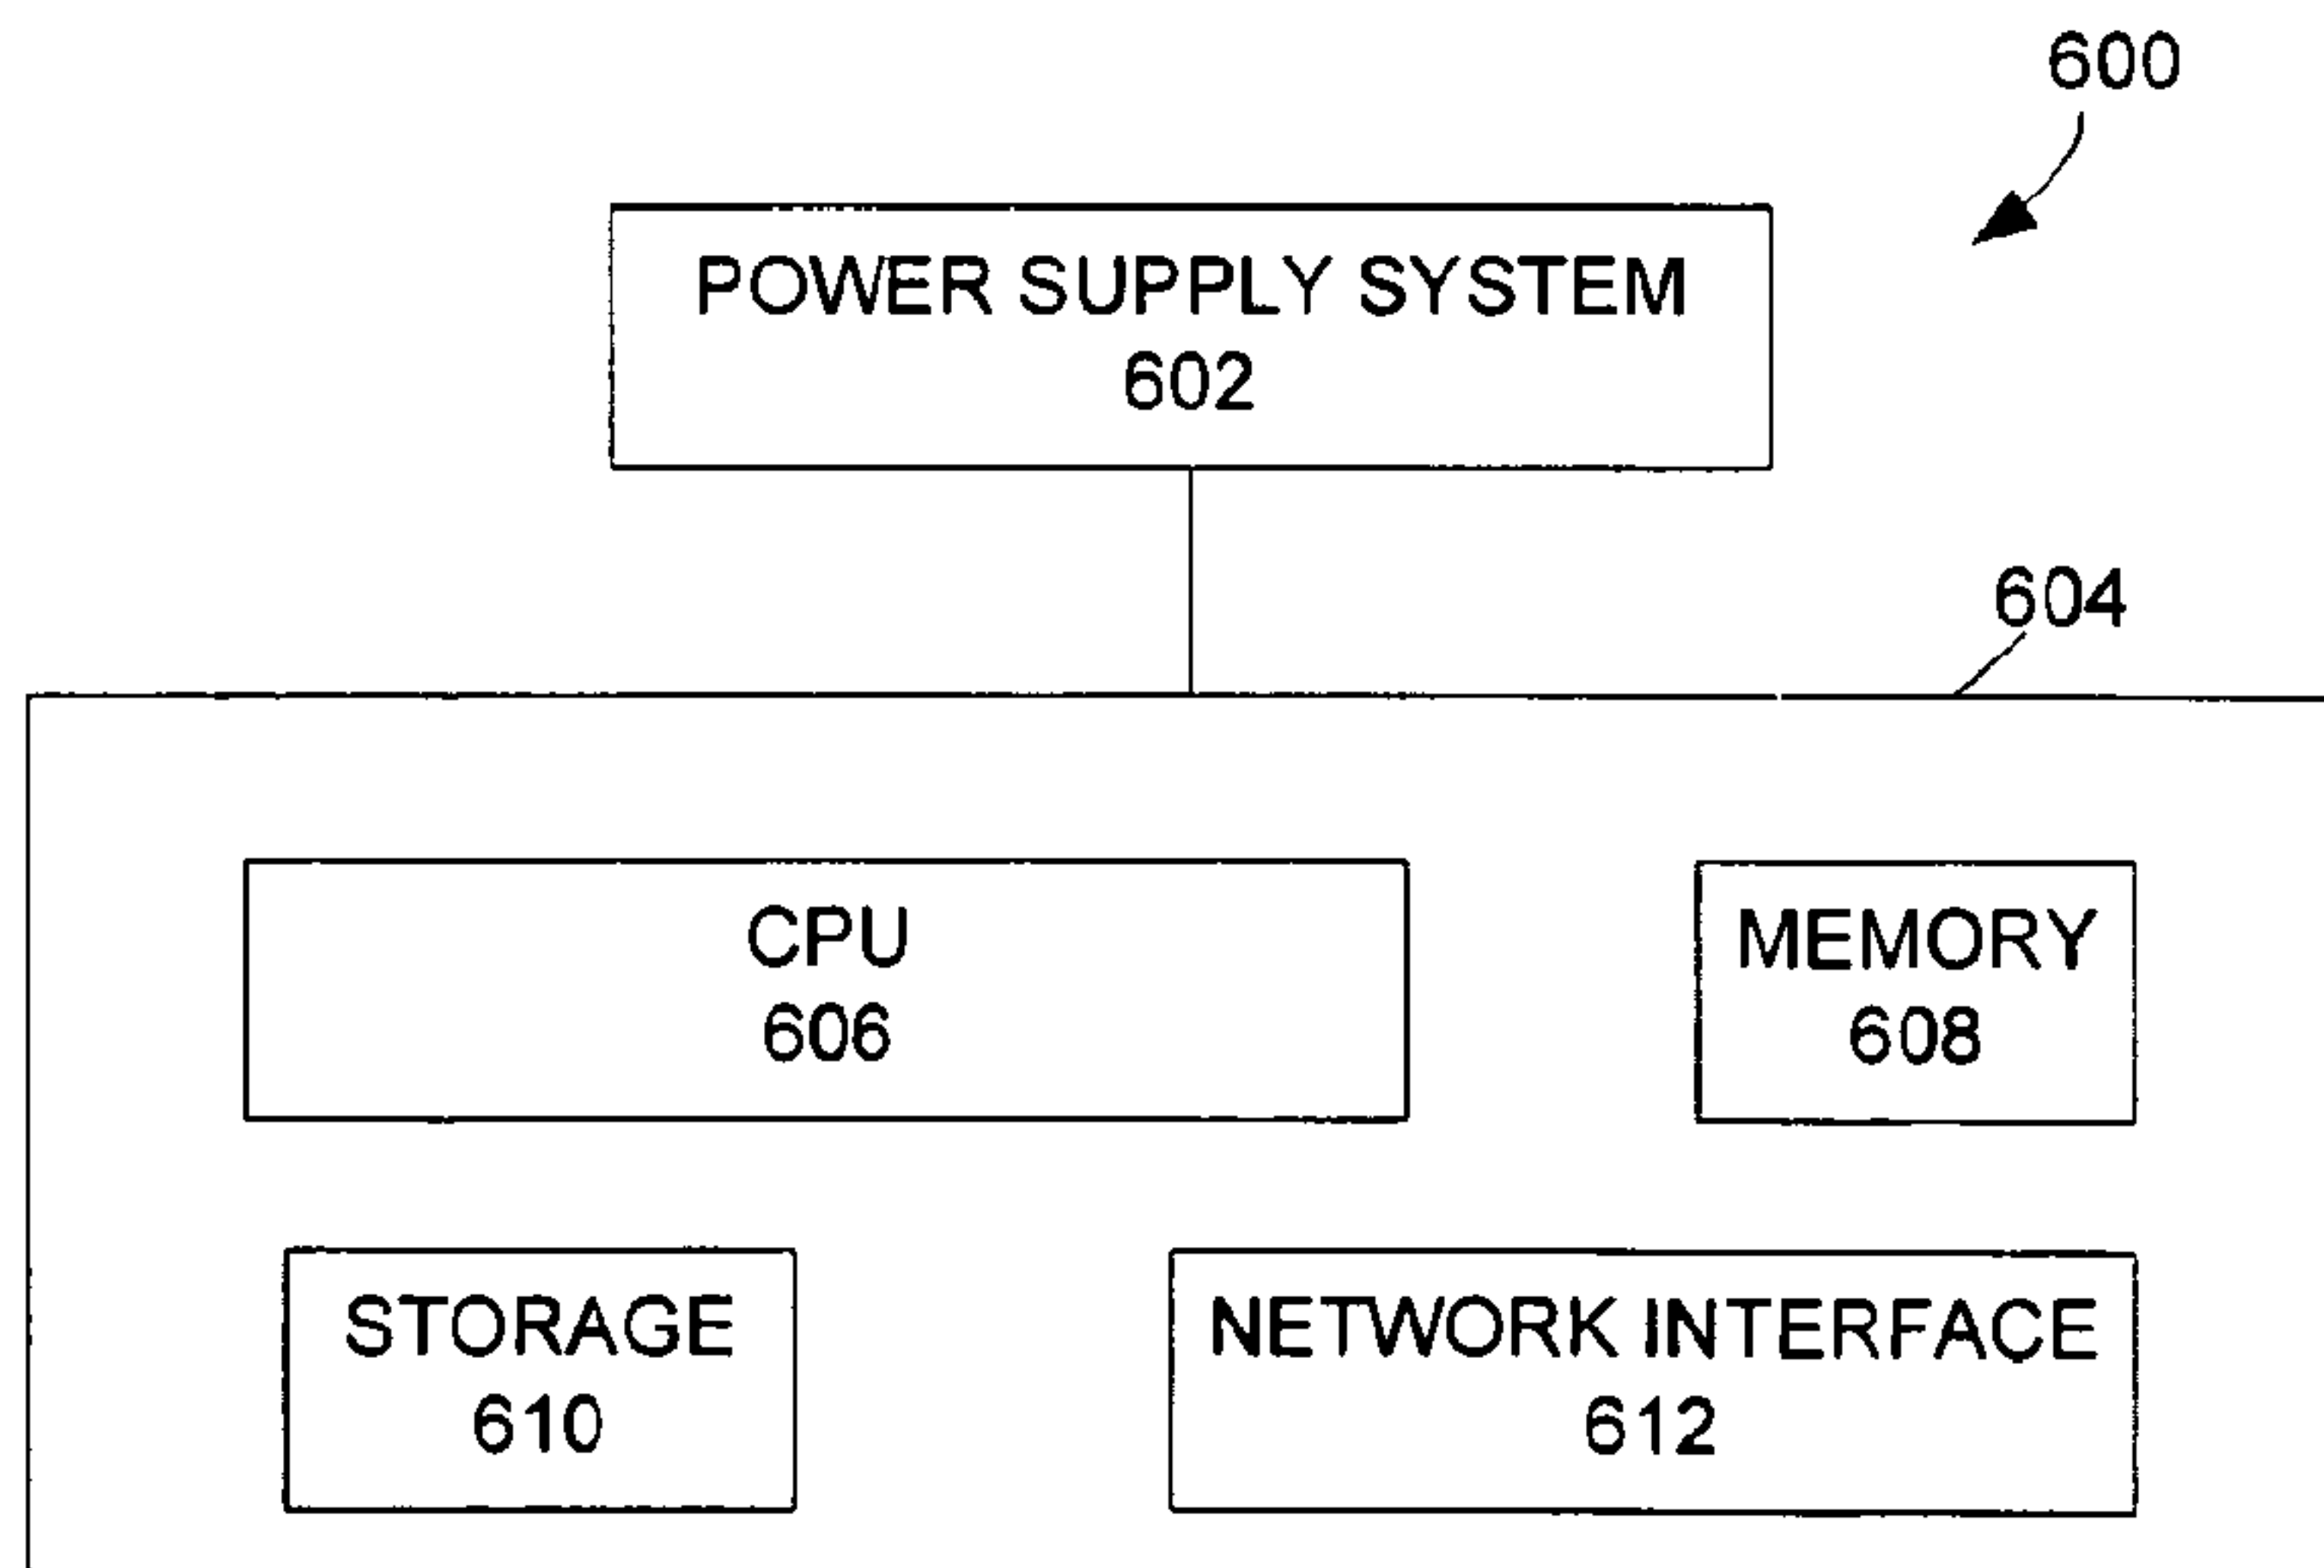 600
POWER SUPPLY SYSTEM
602
604
CPU
606
MEMORY
608
STORAGE
610
NETWORK INTERFACE
612